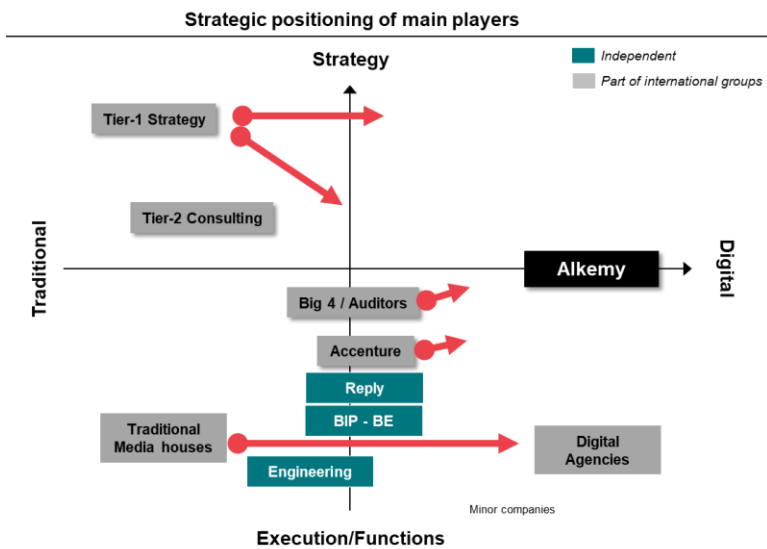 Strategic positioning of main players
Strategy
Independent
Part of international groups
Tier-1 Strategy
Tier-2 Consulting
Traditional
Alkemy
Digital
Big 4 / Auditors
Accenture
Reply
BIP - BE
Traditional
Media houses
Digital
Agencies
Engineering
Minor companies
Execution/Functions